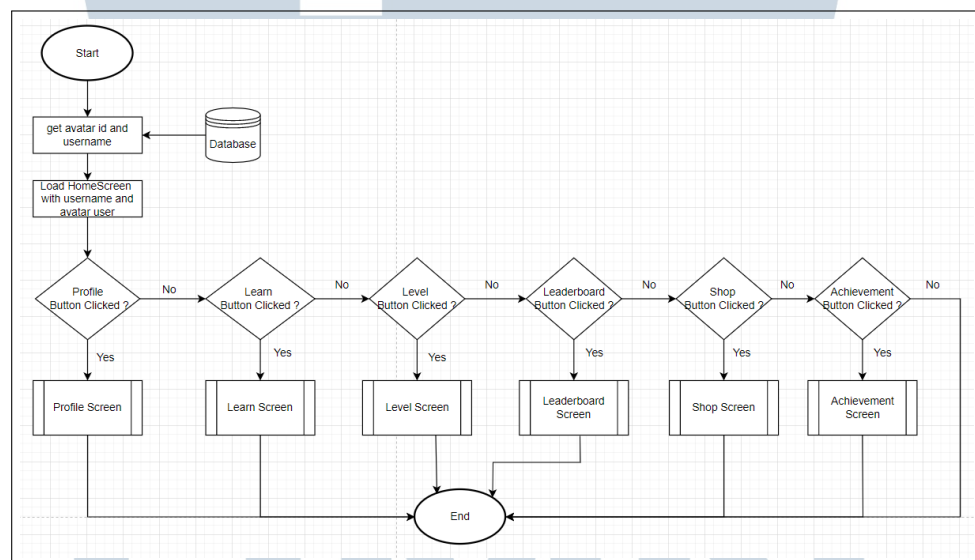 Start
get avatar id and
username
Database
Load HomeScreen
with username and
avatar user
Profile
Button Clicked ?
No
Learn
Button Clicked ?
No
Level
Button Clicked ?
No
Leaderboard
Button Clicked ?
No
Shop
Button Clicked ?
No
Achievement
Button Clicked ?
No
Yes
Yes
Yes
Yes
Yes
Yes
Profile Screen
Learn Screen
Level Screen
Leaderboard
Screen
Shop Screen
Achievement
Screen
End